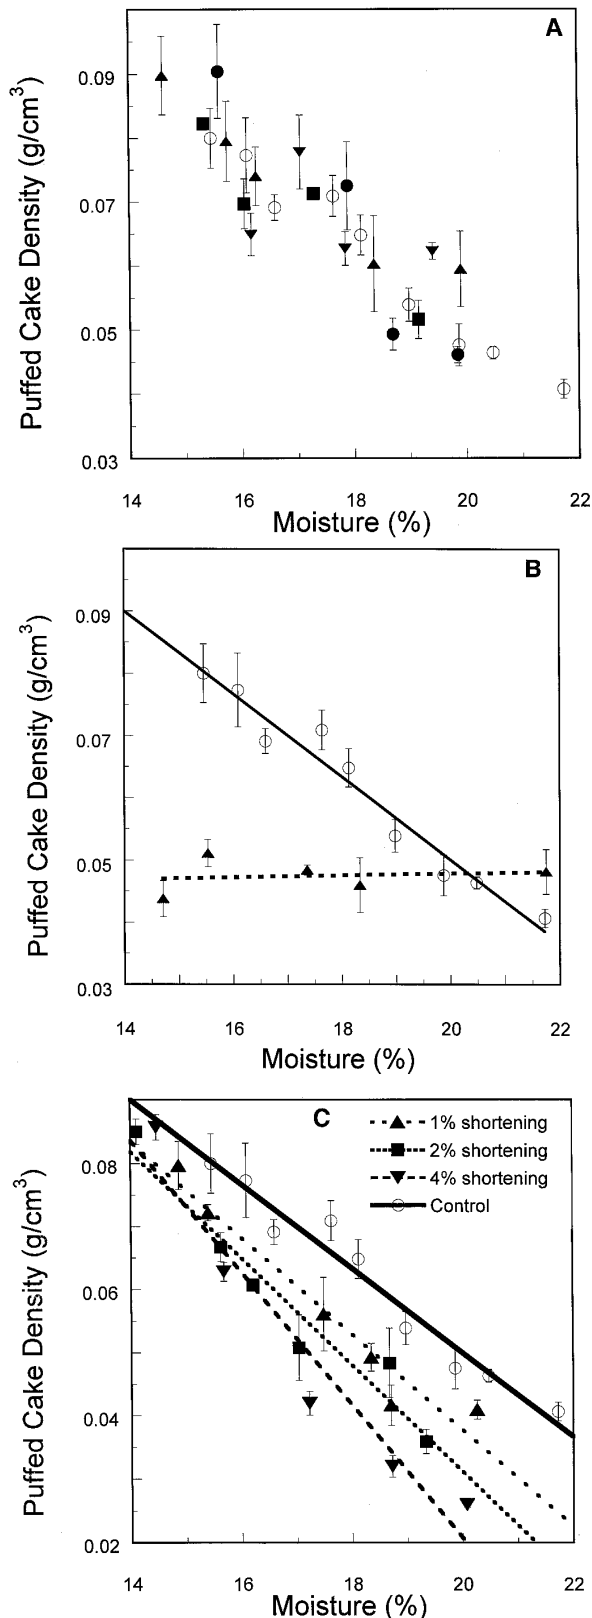 A
0.09
0.07
0.05
0.03
Puffed Cake Density (g/cm³)
14 16 18 20 22
Moisture (%)
B
0.09
0.07
0.05
0.03
Puffed Cake Density (g/cm³)
14 16 18 20 22
Moisture (%)
C
1% shortening
2% shortening
4% shortening
Control
0.08
0.06
0.04
0.02
Puffed Cake Density (g/cm³)
14 16 18 20 22
Moisture (%)